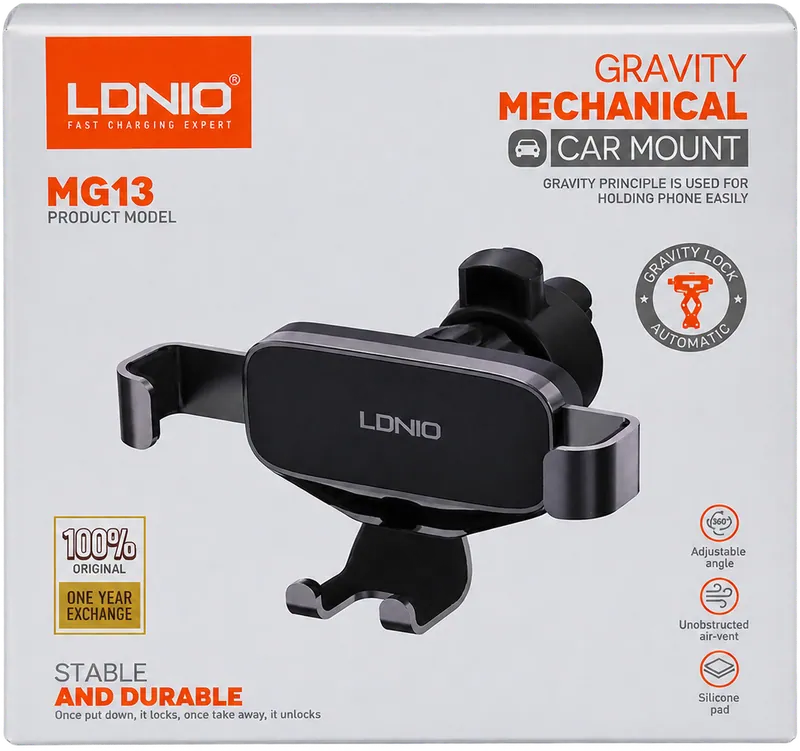 LDNIO®
FAST CHARGING EXPERT
MG13
PRODUCT MODEL
GRAVITY
MECHANICAL
CAR MOUNT
GRAVITY PRINCIPLE IS USED FOR
HOLDING PHONE EASILY
GRAVITY LOCK
AUTOMATIC
LDNIO
100%
ORIGINAL
ONE YEAR
EXCHANGE
360°
Adjustable
angle
Unobstructed
air-vent
Silicone
pad
STABLE
AND DURABLE
Once put down, it locks, once take away, it unlocks